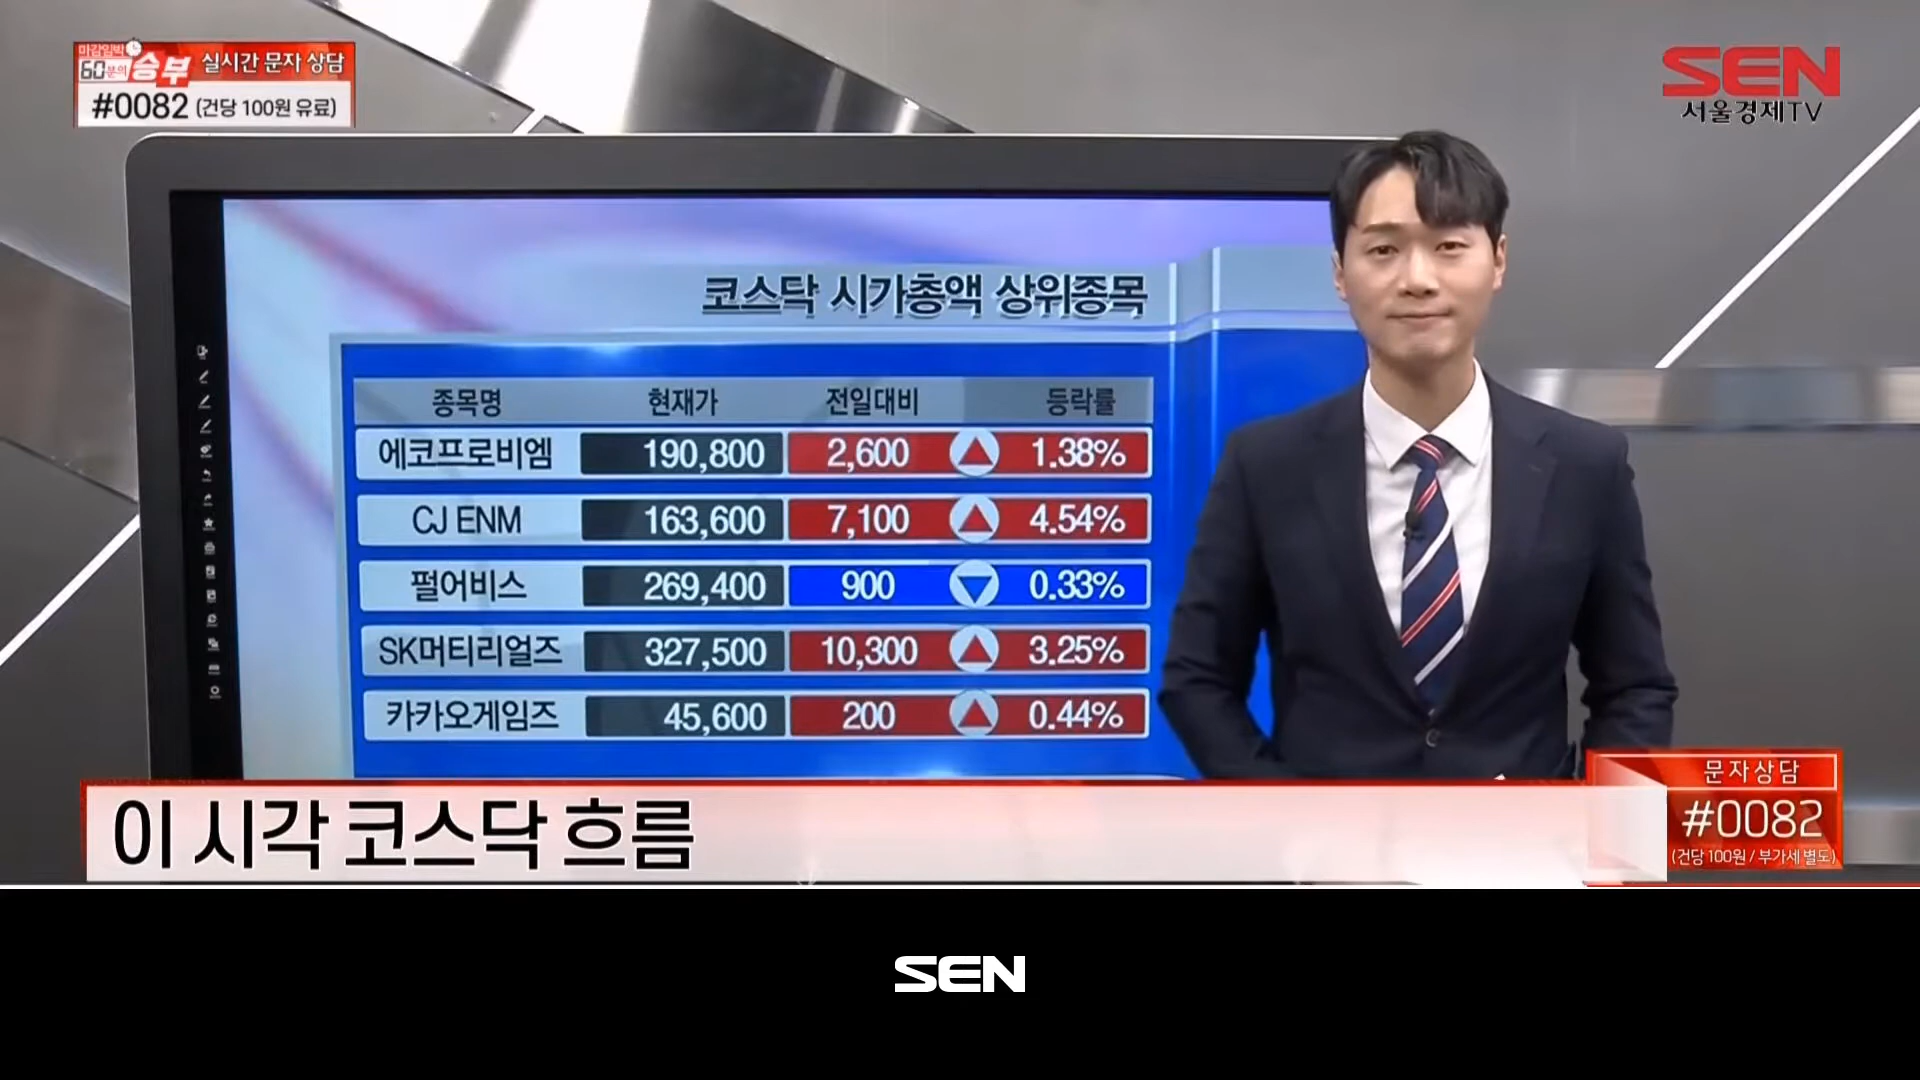 마감임박
60분의 승부 실시간 문자 상담
#0082 (건당 100원 유료)
SEN
서울경제TV
코스닥 시가총액 상위종목
종목명 현재가 전일대비 등락률
에코프로비엠 190,800 2,600 ▲ 1.38%
CJ ENM 163,600 7,100 ▲ 4.54%
펄어비스 269,400 900 ▼ 0.33%
SK머티리얼즈 327,500 10,300 ▲ 3.25%
카카오게임즈 45,600 200 ▲ 0.44%
이 시각 코스닥 흐름
문자상담
#0082
(건당 100원 / 부가세 별도)
SEN